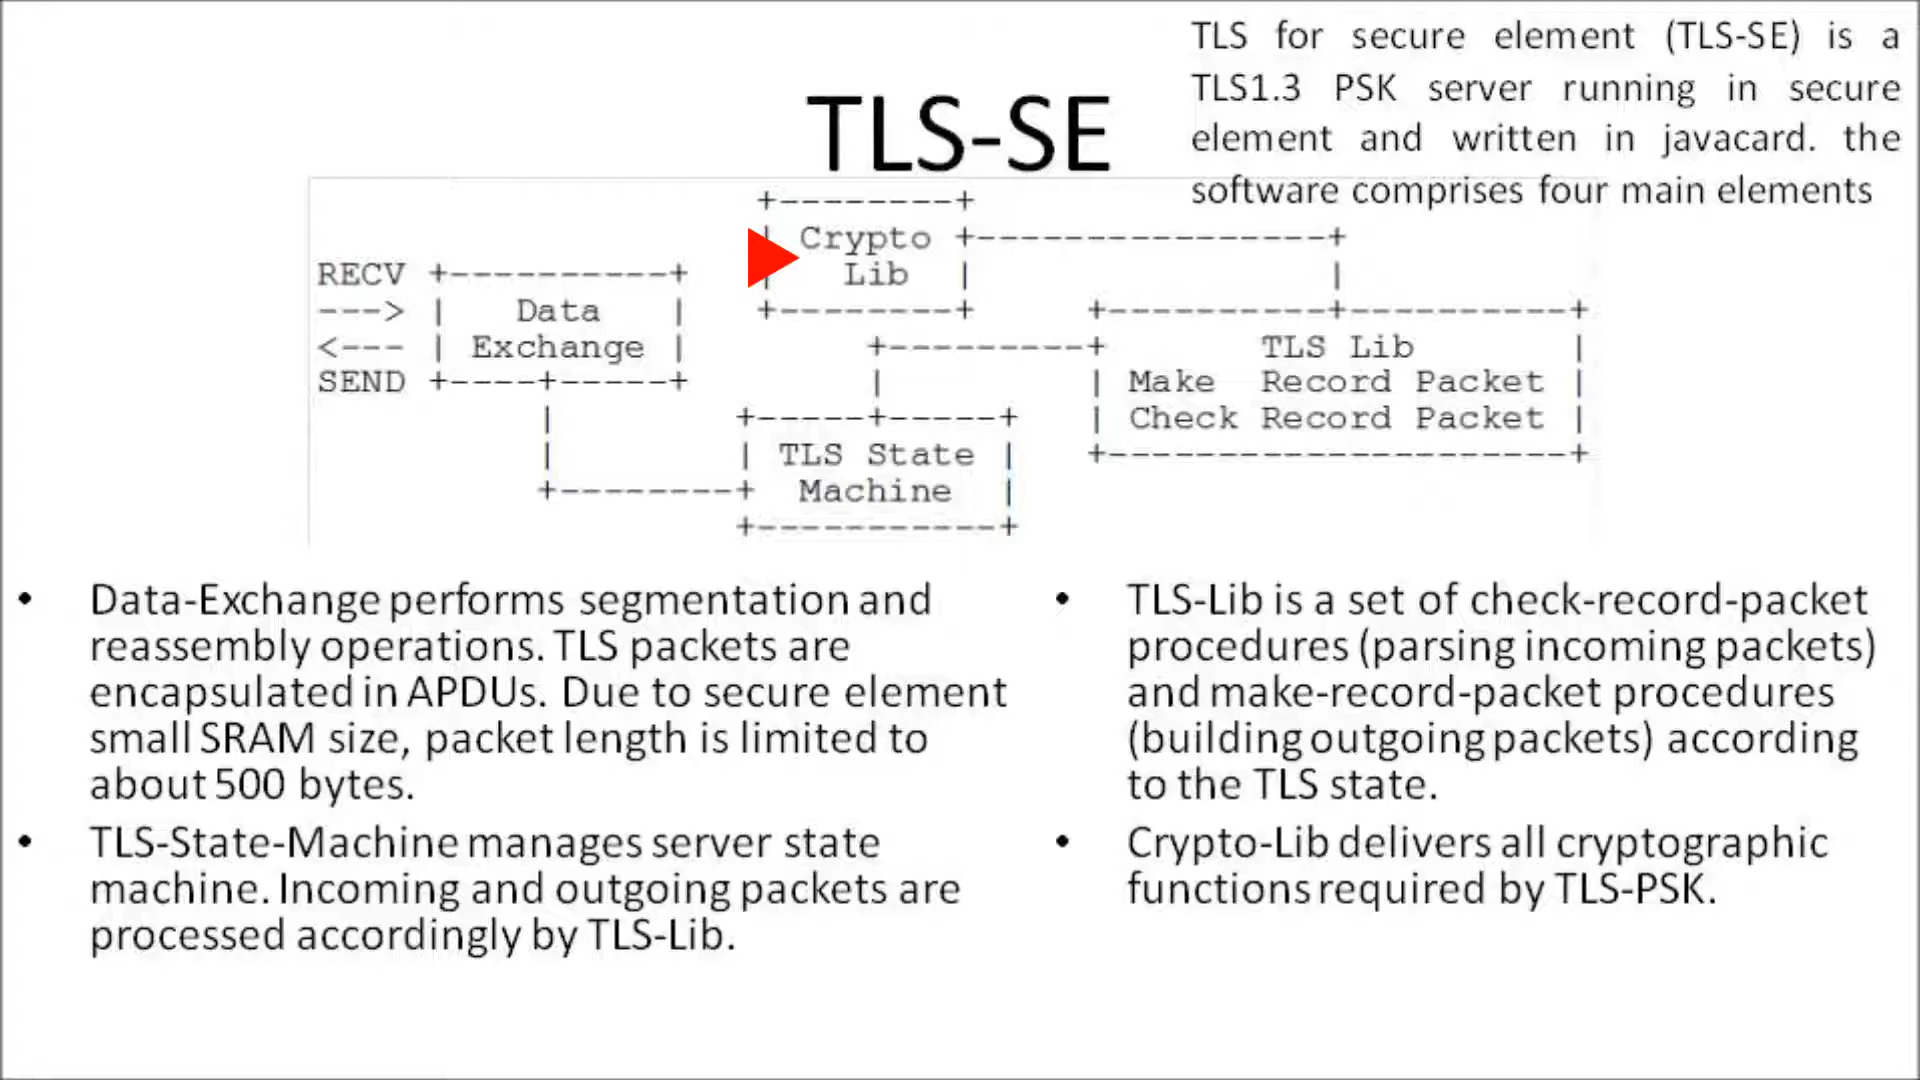 TLS for secure element (TLS-SE) is a
TLS1.3 PSK server running in secure
element and written in javacard. the
software comprises four main elements
TLS-SE
+--------+
| Crypto +----------------+
RECV +-----------+ | Lib | |
---> | Data | +--------+ +-----------+----------+
<--- | Exchange | +---------+ TLS Lib |
SEND +----+-----+ | | Make Record Packet |
| +-----+-----+ | Check Record Packet |
| | TLS State | +---------------------+
+--------+ Machine |
+------------+
• Data-Exchange performs segmentation and
reassembly operations. TLS packets are
encapsulated in APDUs. Due to secure element
small SRAM size, packet length is limited to
about 500 bytes.
• TLS-State-Machine manages server state
machine. Incoming and outgoing packets are
processed accordingly by TLS-Lib.
• TLS-Lib is a set of check-record-packet
procedures (parsing incoming packets)
and make-record-packet procedures
(building outgoing packets) according
to the TLS state.
• Crypto-Lib delivers all cryptographic
functions required by TLS-PSK.